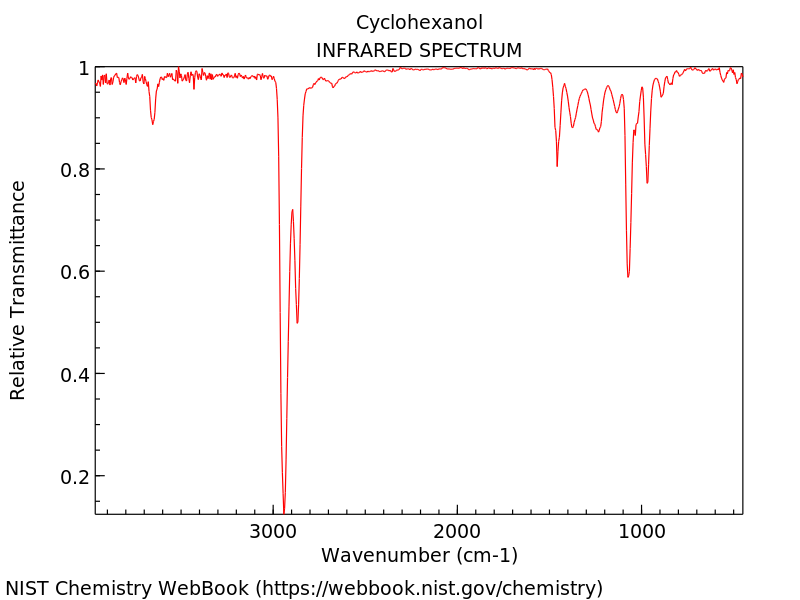 Cyclohexanol
INFRARED SPECTRUM
1
0.8
0.6
0.4
0.2
Relative Transmittance
3000 2000 1000
Wavenumber (cm-1)
NIST Chemistry WebBook (https://webbook.nist.gov/chemistry)